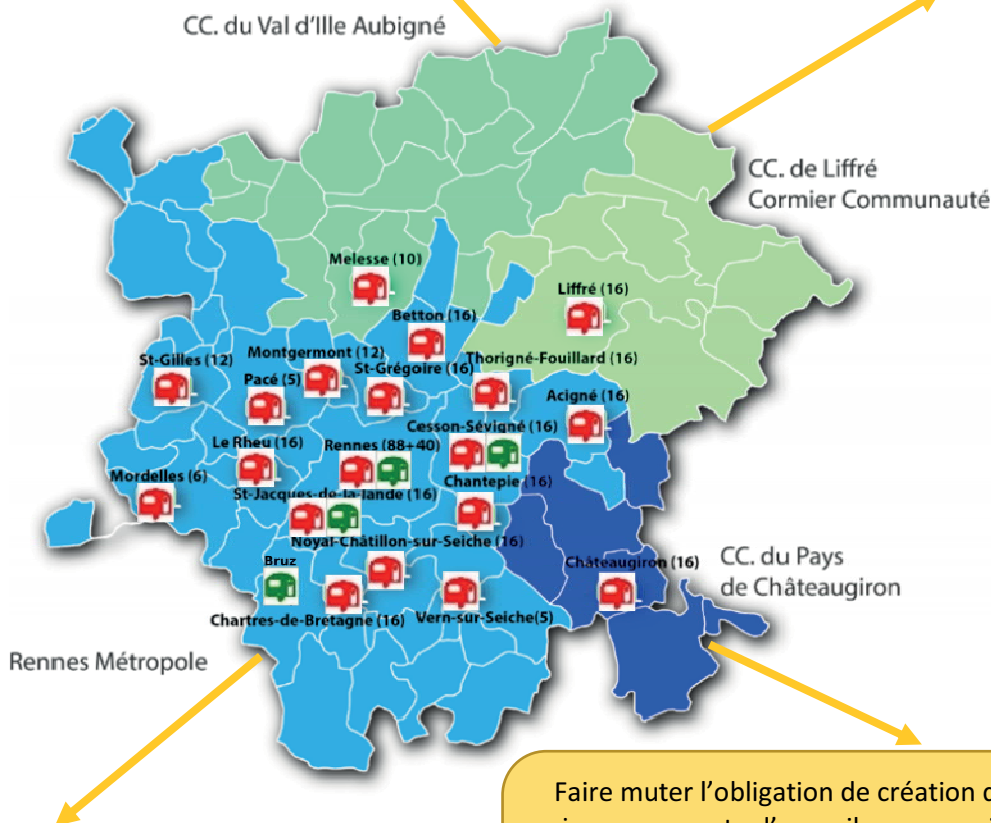 CC. du Val d'Ille Aubigné
CC. de Liffré
Cormier Communauté
Melesse (10)
Liffré (16)
Betton (16)
St-Gilles (12)
Montgermont (12)
Thorigné-Fouillard (16)
St-Grégoire (16)
Pacé (5)
Acigné (16)
Cesson-Sévigné (16)
Le Rheu (16)
Rennes (88+40)
Mordelles (6)
Chantepie (16)
St-Jacques-de-la-lande (16)
Noyal-Châtillon-sur-Seiche (16)
Bruz
Châteaugiron (16)
CC. du Pays
de Châteaugiron
Chartres-de-Bretagne (16)
Vern-sur-Seiche(5)
Rennes Métropole
Faire muter l'obligation de création